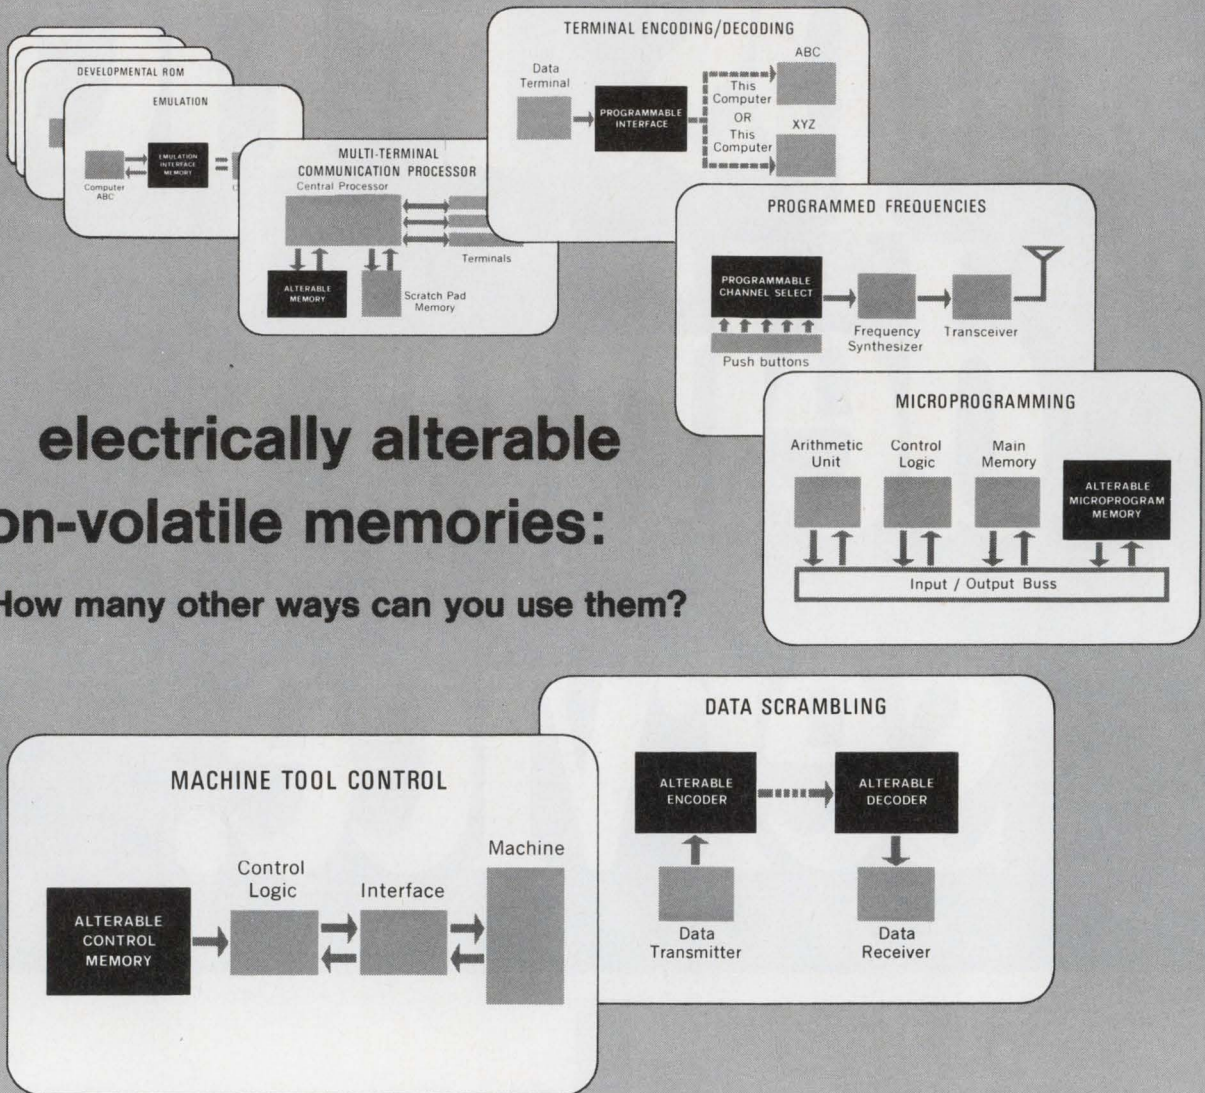 DEVELOPMENTAL ROM
EMULATION
Computer
ABC
EMULATION
INTERFACE
MEMORY
MULTI-TERMINAL
COMMUNICATION PROCESSOR
Central Processor
Terminals
ALTERABLE
MEMORY
Scratch Pad
Memory
TERMINAL ENCODING/DECODING
Data
Terminal
PROGRAMMABLE
INTERFACE
This
Computer
OR
This
Computer
ABC
XYZ
PROGRAMMED FREQUENCIES
PROGRAMMABLE
CHANNEL SELECT
Push buttons
Frequency
Synthesizer
Transceiver
MICROPROGRAMMING
Arithmetic
Unit
Control
Logic
Main
Memory
ALTERABLE
MICROPROGRAM
MEMORY
Input / Output Buss
electrically alterable
on-volatile memories:
How many other ways can you use them?
DATA SCRAMBLING
ALTERABLE
ENCODER
ALTERABLE
DECODER
Data
Transmitter
Data
Receiver
MACHINE TOOL CONTROL
ALTERABLE
CONTROL
MEMORY
Control
Logic
Interface
Machine